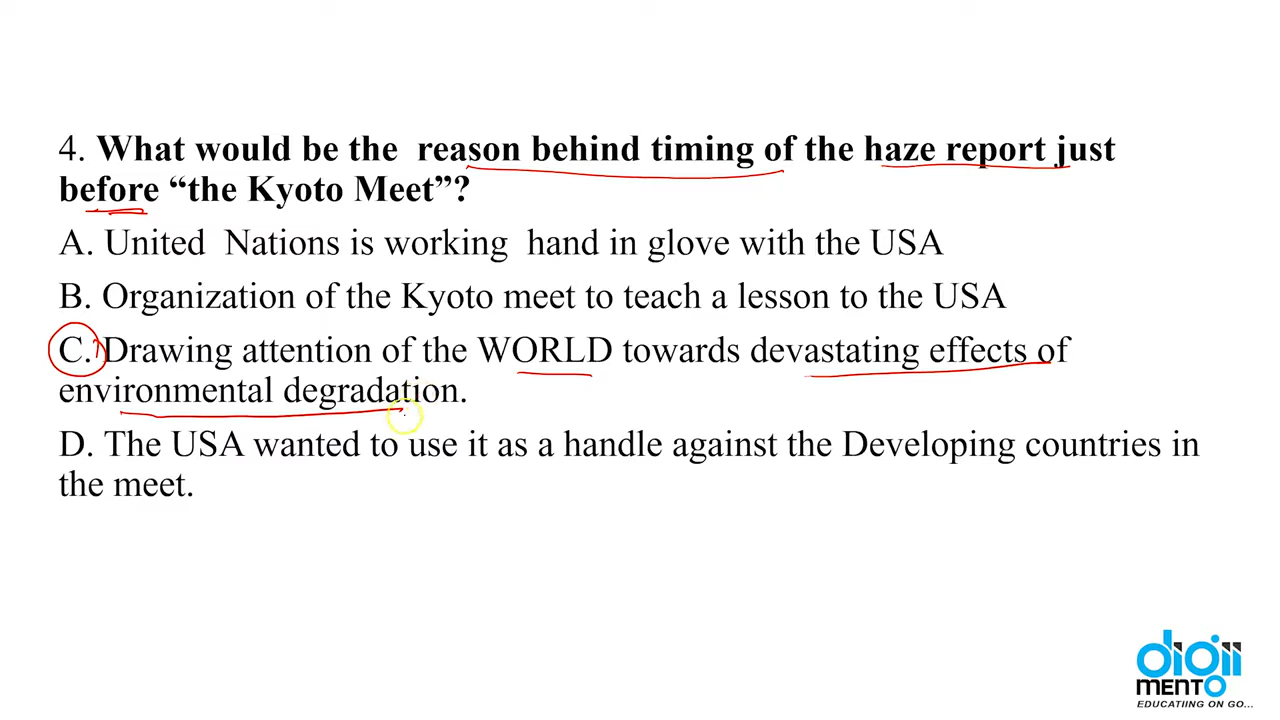 4. What would be the reason behind timing of the haze report just
before “the Kyoto Meet”?
A. United Nations is working hand in glove with the USA
B. Organization of the Kyoto meet to teach a lesson to the USA
C. Drawing attention of the WORLD towards devastating effects of
environmental degradation.
D. The USA wanted to use it as a handle against the Developing countries in
the meet.
digii
MENTO
EDUCATIING ON GO...